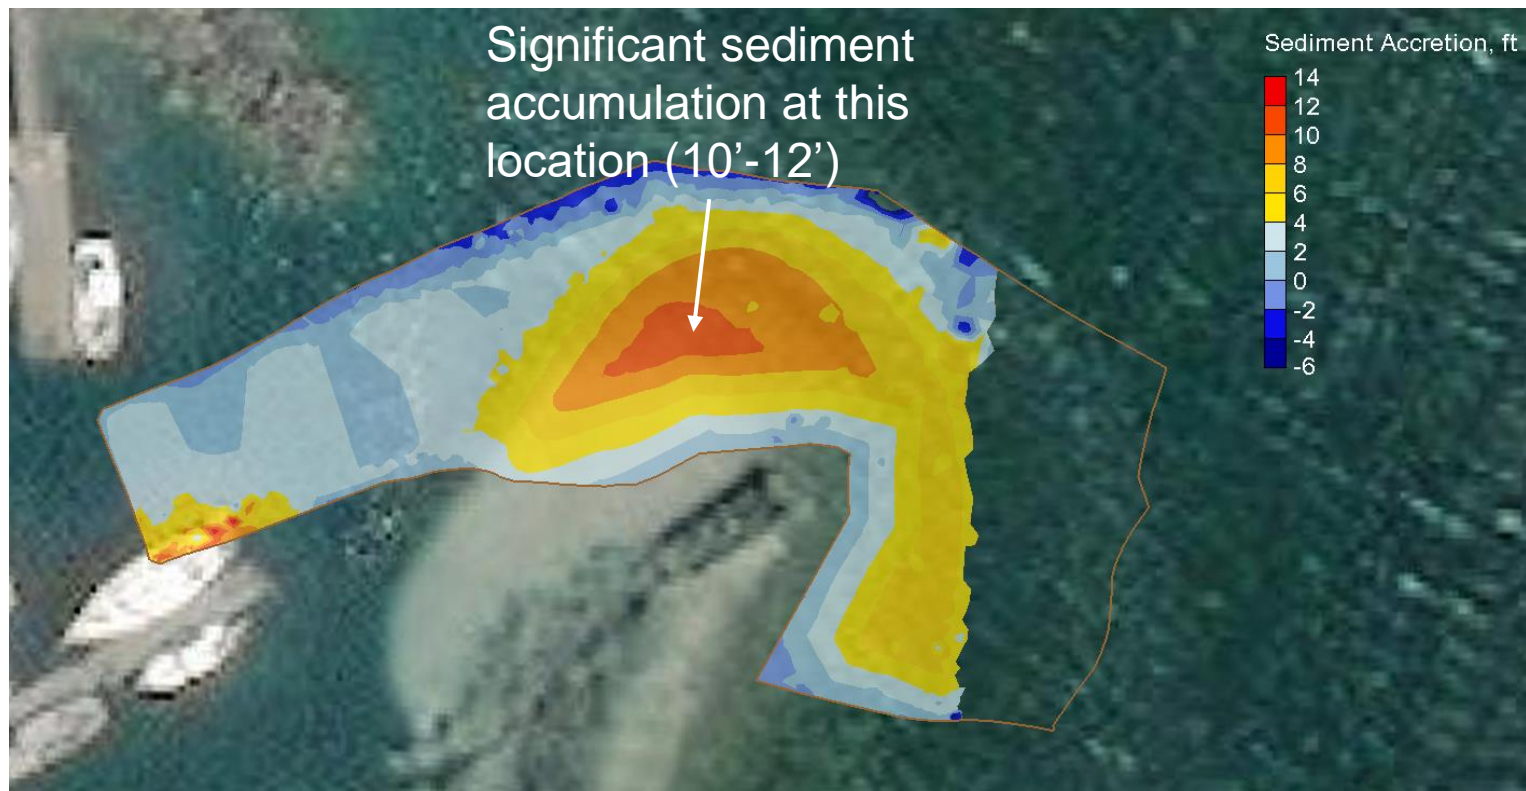 Significant sediment
accumulation at this
location (10’-12’)
Sediment Accretion, ft
14
12
10
8
6
4
2
0
-2
-4
-6